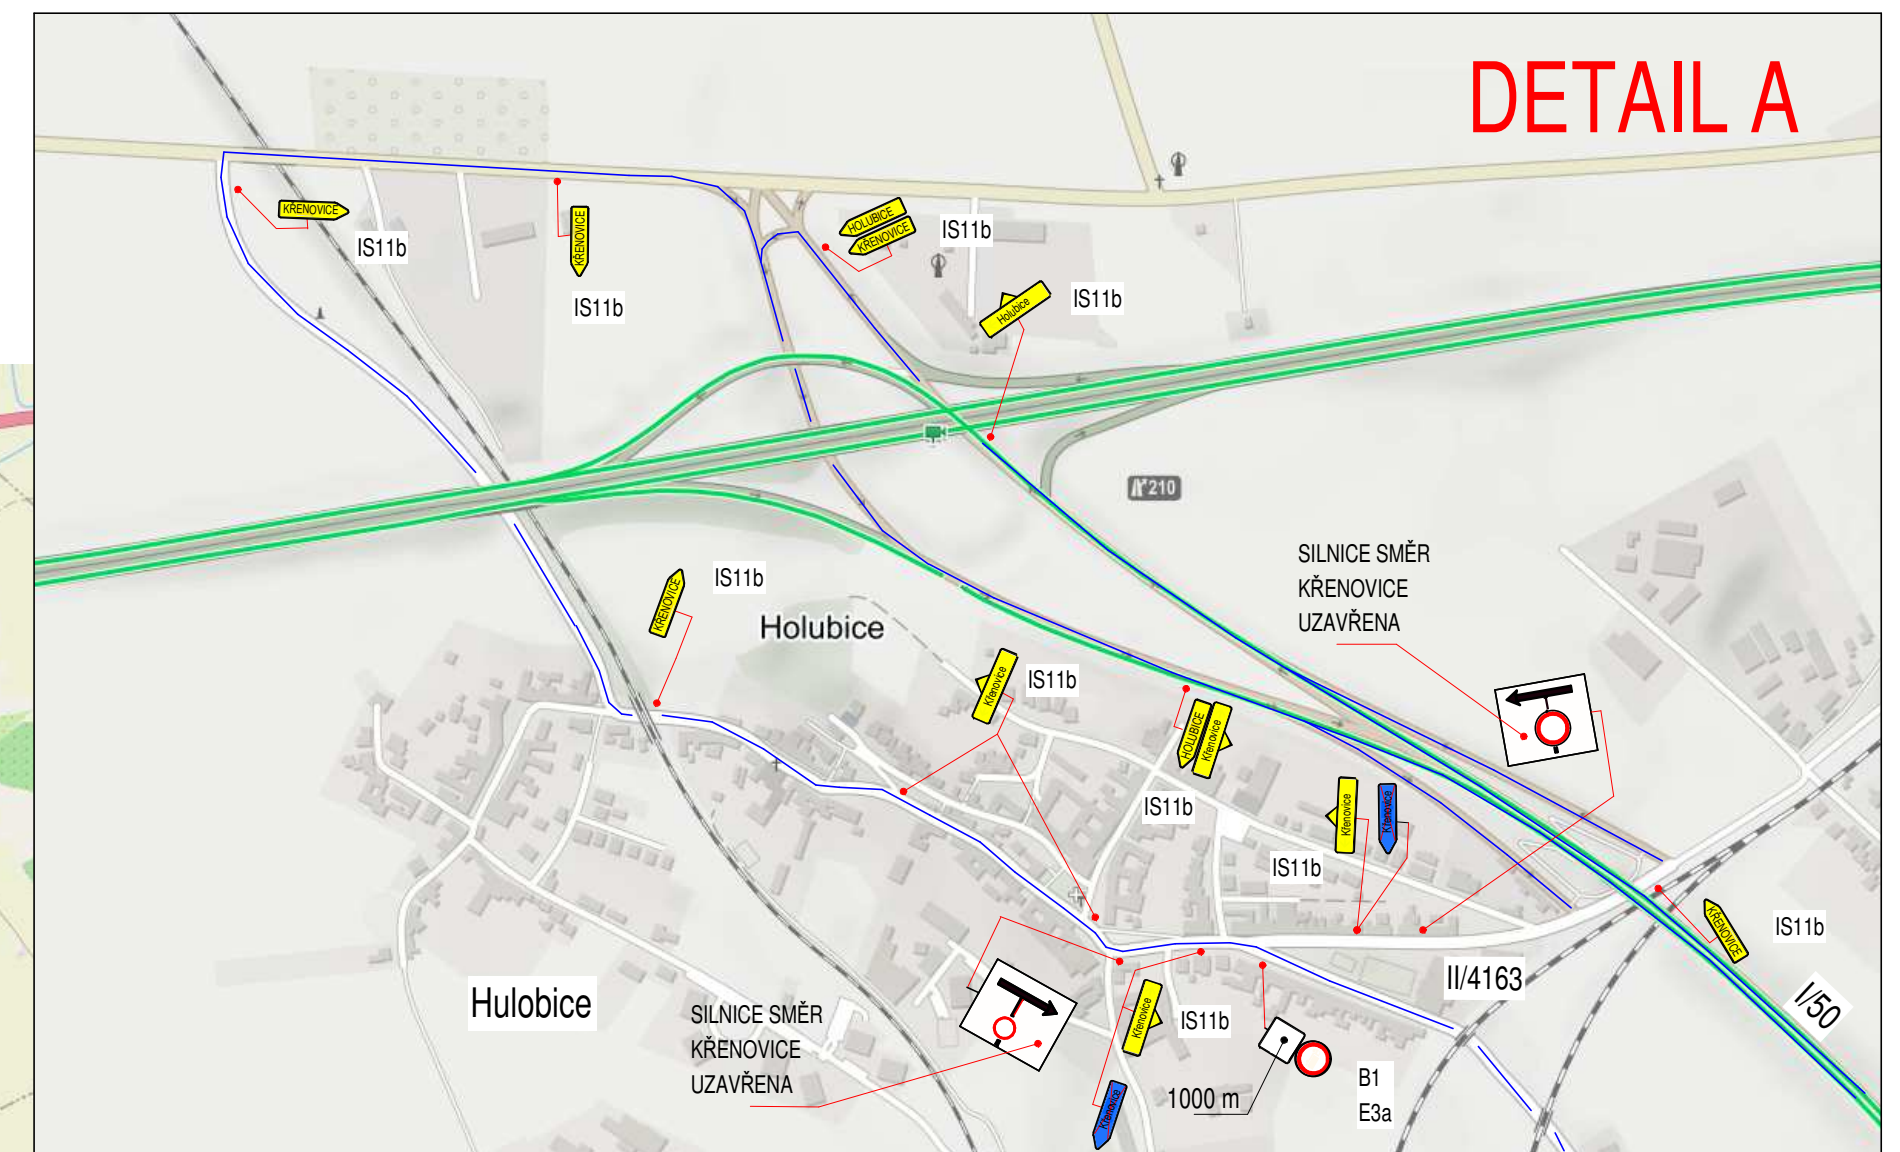 DETAIL A
KŘENOVICE
IS11b
KŘENOVICE
IS11b
HOLUBICE
KŘENOVICE
IS11b
Holubice
IS11b
210
SILNICE SMĚR
KŘENOVICE
UZAVŘENA
KŘENOVICE
IS11b
Holubice
Křenovice
IS11b
HOLUBICE
Křenovice
IS11b
Křenovice
Křenovice
IS11b
KŘENOVICE
IS11b
II/4163
I/50
Hulobice
SILNICE SMĚR
KŘENOVICE
UZAVŘENA
Křenovice
IS11b
Křenovice
1000 m
B1
E3a